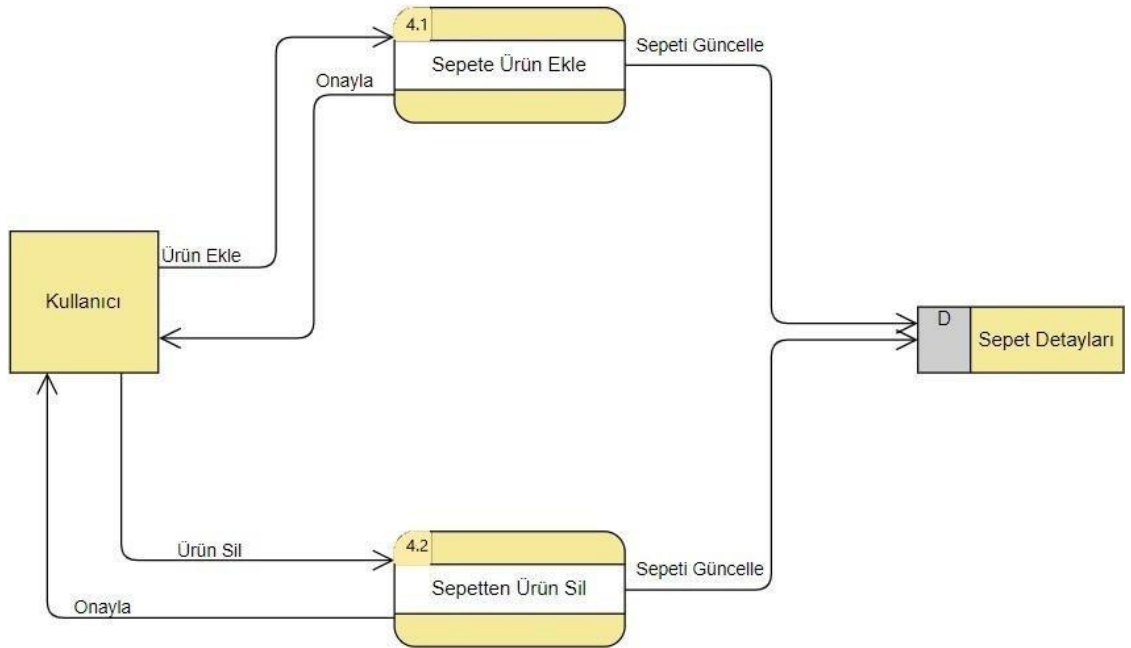 4.1
Sepete Ürün Ekle
Sepeti Güncelle
Onayla
Ürün Ekle
Kullanıcı
D
Sepet Detayları
Ürün Sil
4.2
Sepetten Ürün Sil
Sepeti Güncelle
Onayla